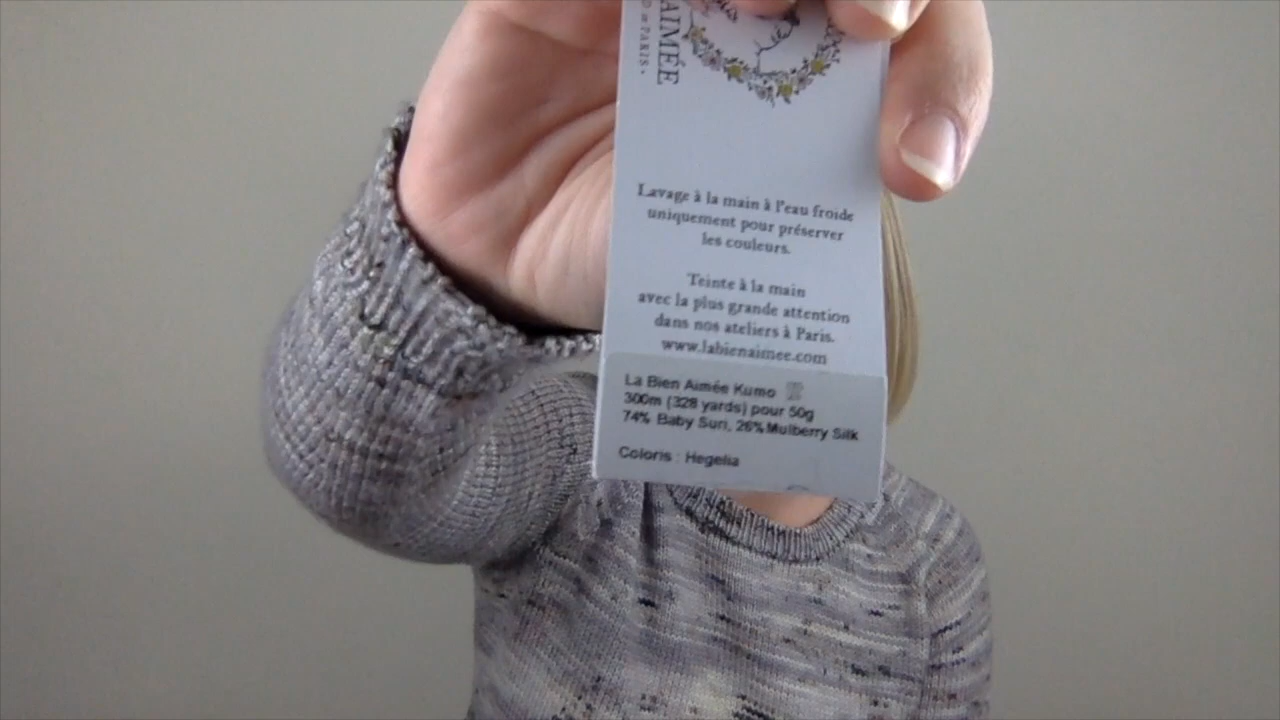 AIMÉE
PARIS
Lavage à la main à l'eau froide
uniquement pour préserver
les couleurs.
Teinte à la main
avec la plus grande attention
dans nos ateliers à Paris.
www.labienaimee.com
La Bien Aimée Kumo
300m (328 yards) pour 50g
74% Baby Suri, 26% Mulberry Silk
Coloris : Hegelia